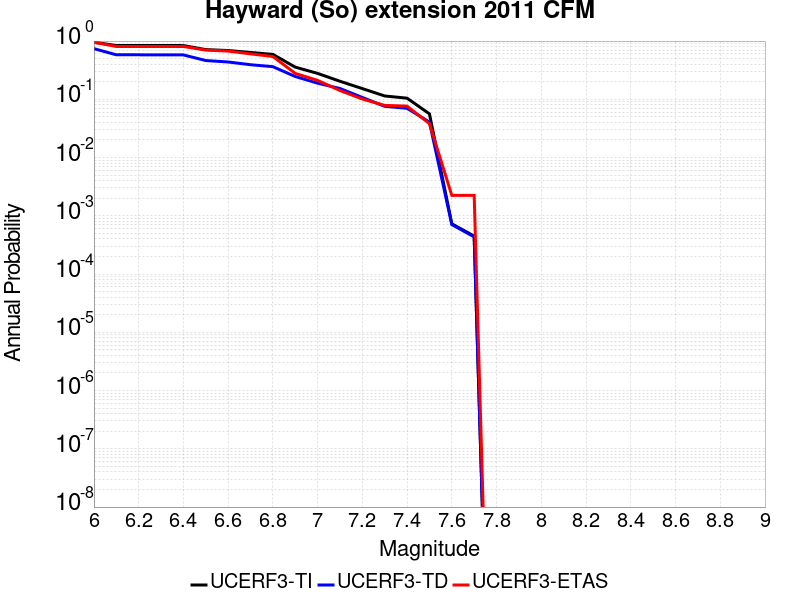 Hayward (So) extension 2011 CFM
10^0
10^-1
10^-2
10^-3
10^-4
10^-5
10^-6
10^-7
10^-8
Annual Probability
6 6.2 6.4 6.6 6.8 7 7.2 7.4 7.6 7.8 8 8.2 8.4 8.6 8.8 9
Magnitude
UCERF3-TI UCERF3-TD UCERF3-ETAS